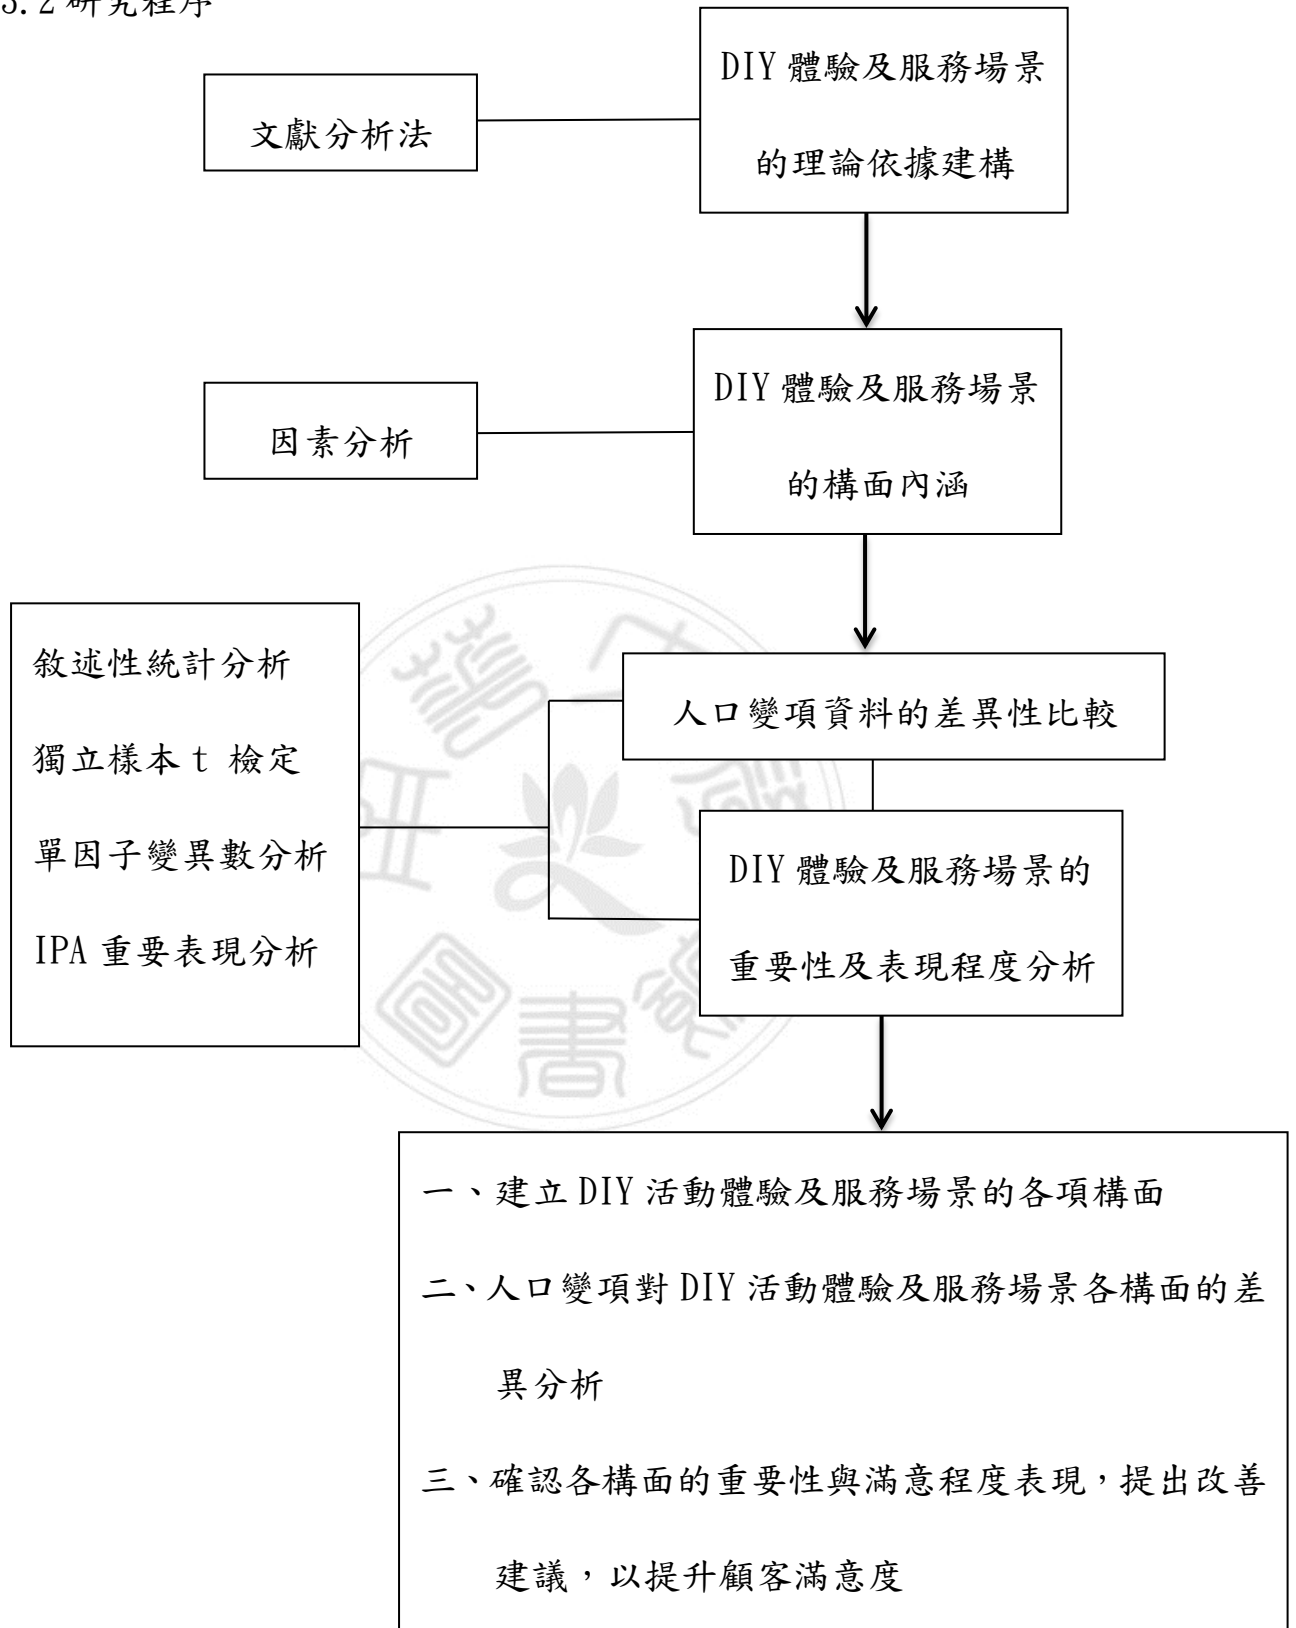 3.2 研究程序
文獻分析法
DIY 體驗及服務場景
的理論依據建構
因素分析
DIY 體驗及服務場景
的構面內涵
敘述性統計分析
獨立樣本 t 檢定
單因子變異數分析
IPA 重要表現分析
人口變項資料的差異性比較
DIY 體驗及服務場景的
重要性及表現程度分析
一、建立 DIY 活動體驗及服務場景的各項構面
二、人口變項對 DIY 活動體驗及服務場景各構面的差
異分析
三、確認各構面的重要性與滿意程度表現，提出改善
建議，以提升顧客滿意度